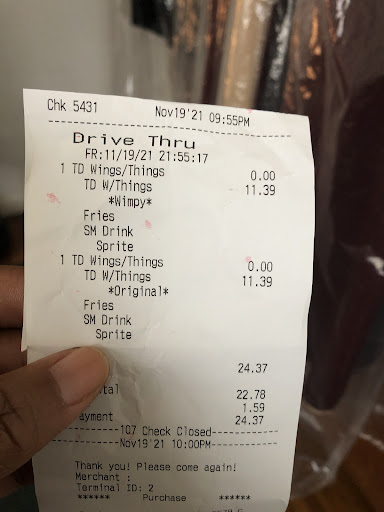 Chk 5431 Nov19'21 09:55PM
Drive Thru
FR:11/19/21 21:55:17
1 TD Wings/Things 0.00
TD W/Things 11.39
*Wimpy*
Fries
SM Drink
Sprite
1 TD Wings/Things 0.00
TD W/Things 11.39
*Original*
Fries
SM Drink
Sprite
24.37
tal 22.78
1.59
ayment 24.37
--------107 Check Closed--------
--------Nov19'21 10:00PM--------
Thank you! Please come again!
Merchant :
Terminal ID: 2
****** Purchase ******